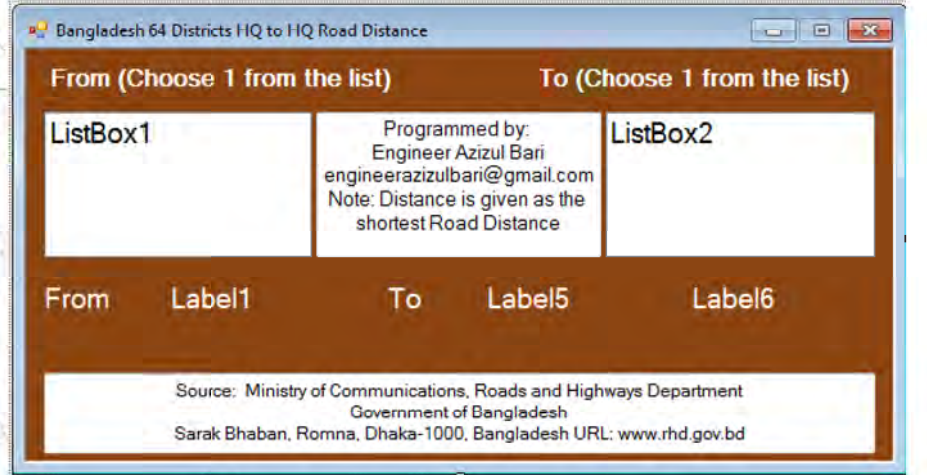 Bangladesh 64 Districts HQ to HQ Road Distance
From (Choose 1 from the list)
To (Choose 1 from the list)
ListBox1
Programmed by:
Engineer Azizul Bari
engineerazizulbari@gmail.com
Note: Distance is given as the
shortest Road Distance
ListBox2
From
Label1
To
Label5
Label6
Source: Ministry of Communications, Roads and Highways Department
Government of Bangladesh
Sarak Bhaban, Romna, Dhaka-1000, Bangladesh URL: www.rhd.gov.bd